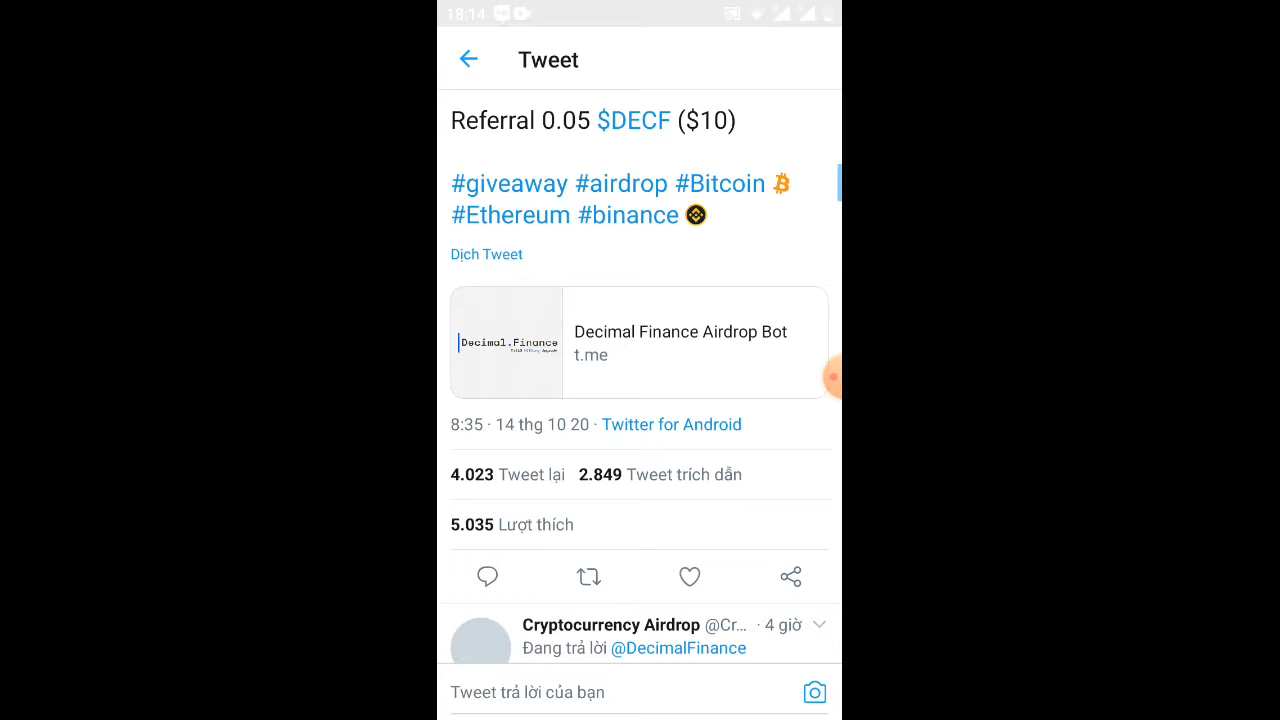 18:14
Tweet
Referral 0.05 $DECF ($10)
#giveaway #airdrop #Bitcoin
#Ethereum #binance
Dịch Tweet
Decimal.Finance
Decimal Finance Airdrop Bot
t.me
8:35 · 14 thg 10 20 · Twitter for Android
4.023 Tweet lại 2.849 Tweet trích dẫn
5.035 Lượt thích
Cryptocurrency Airdrop @Cr... · 4 giờ
Đang trả lời @DecimalFinance
Tweet trả lời của bạn